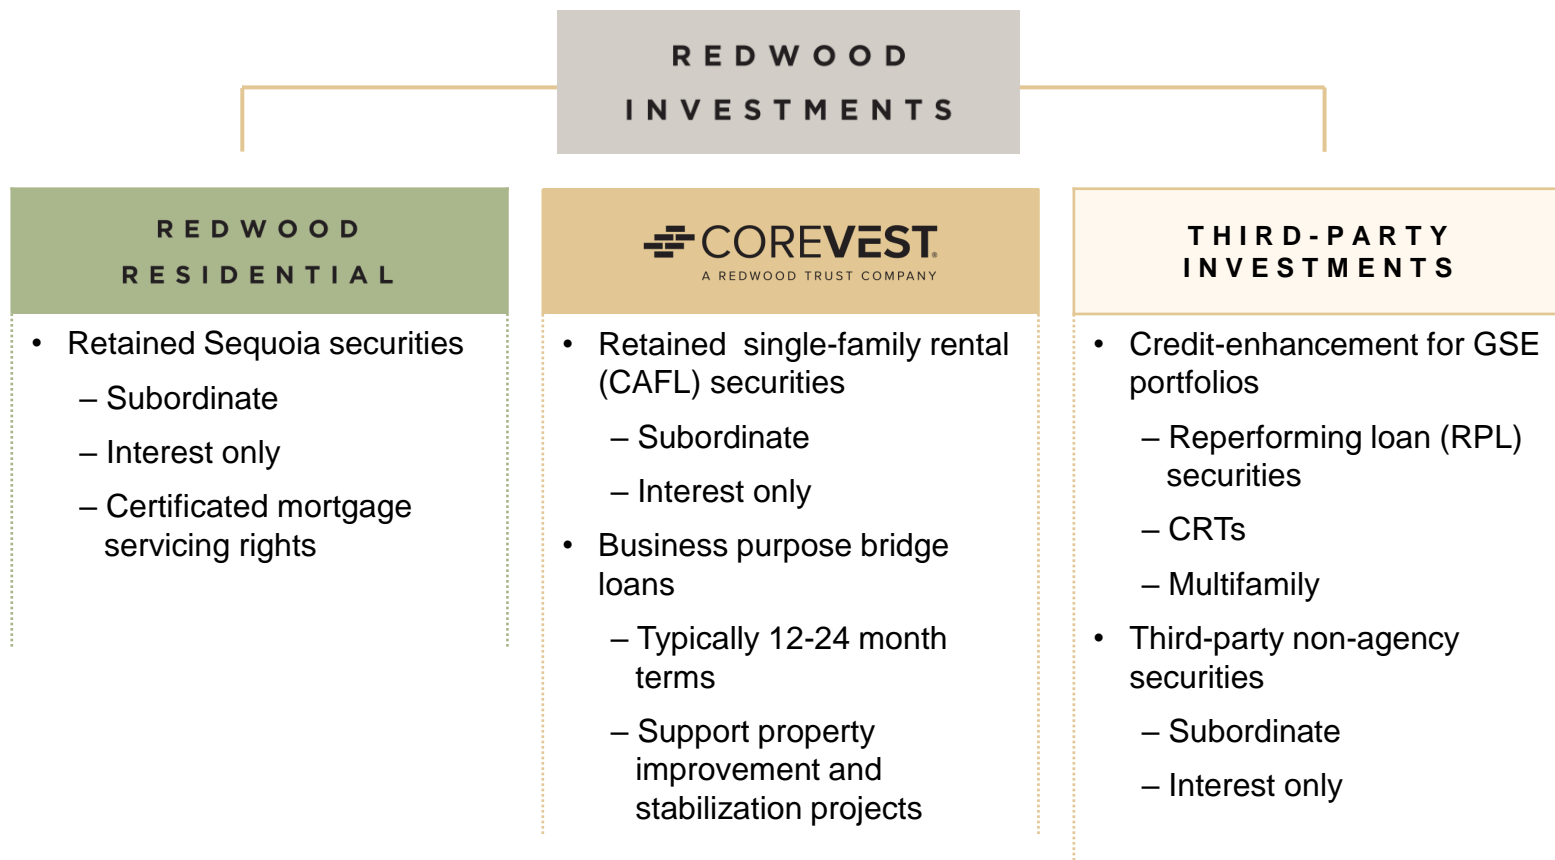 REDWOOD
INVESTMENTS
REDWOOD
RESIDENTIAL
• Retained Sequoia securities
– Subordinate
– Interest only
– Certificated mortgage
servicing rights
COREVEST®
A REDWOOD TRUST COMPANY
• Retained single-family rental
(CAFL) securities
– Subordinate
– Interest only
• Business purpose bridge
loans
– Typically 12-24 month
terms
– Support property
improvement and
stabilization projects
THIRD-PARTY
INVESTMENTS
• Credit-enhancement for GSE
portfolios
– Reperforming loan (RPL)
securities
– CRTs
– Multifamily
• Third-party non-agency
securities
– Subordinate
– Interest only